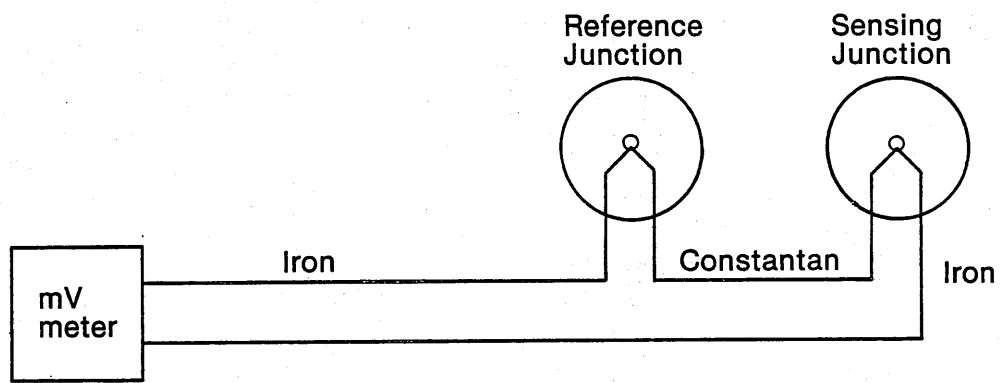 Reference
Junction
Sensing
Junction
Iron
Constantan
Iron
mV
meter